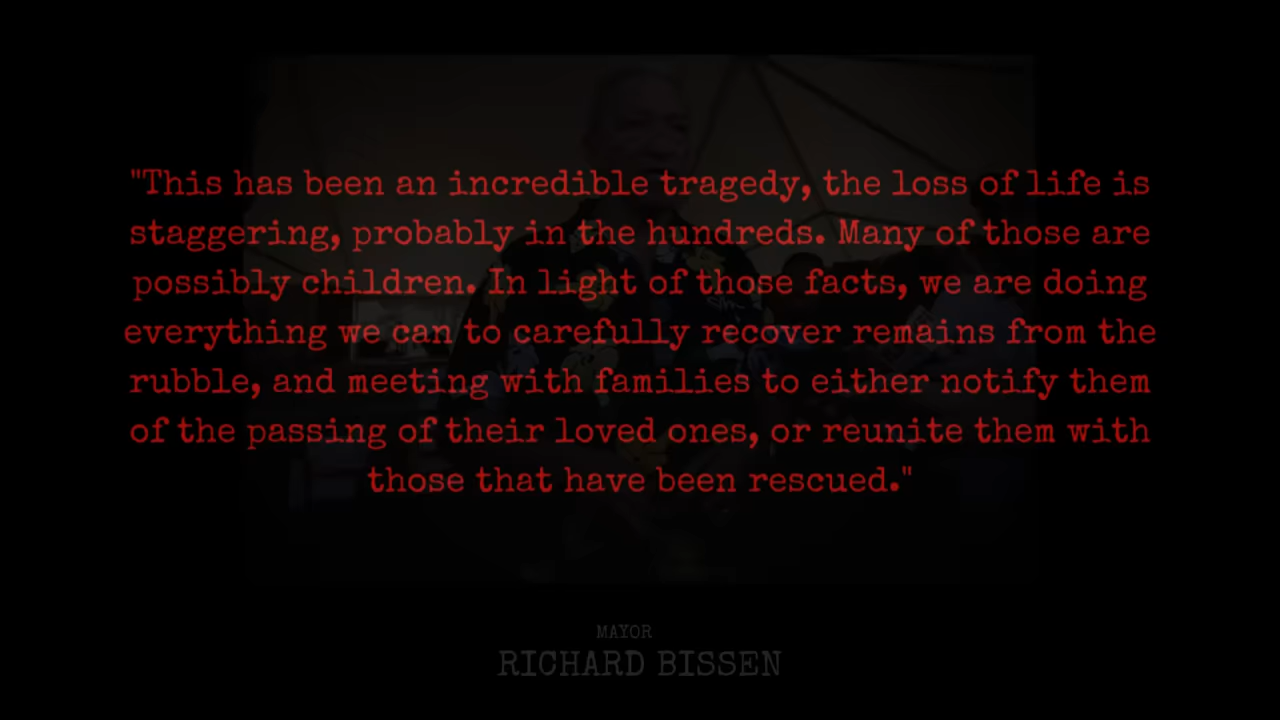 "This has been an incredible tragedy, the loss of life is
staggering, probably in the hundreds. Many of those are
possibly children. In light of those facts, we are doing
everything we can to carefully recover remains from the
rubble, and meeting with families to either notify them
of the passing of their loved ones, or reunite them with
those that have been rescued."
MAYOR
RICHARD BISSEN